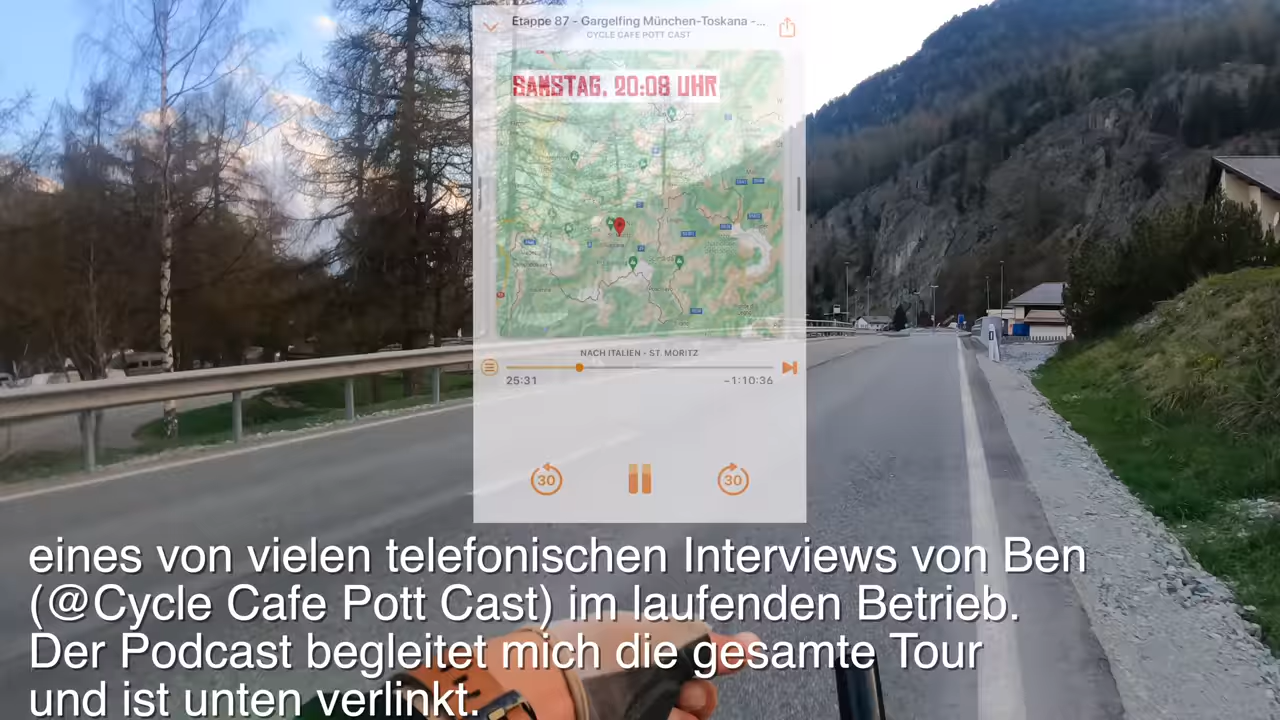 Etappe 87 - Gargelfing München-Toskana -...
CYCLE CAFE POTT CAST
SAMSTAG, 20:08 UHR
NACH ITALIEN - ST. MORITZ
25:31
−1:10:36
30
30
eines von vielen telefonischen Interviews von Ben
(@Cycle Cafe Pott Cast) im laufenden Betrieb.
Der Podcast begleitet mich die gesamte Tour
und ist unten verlinkt.